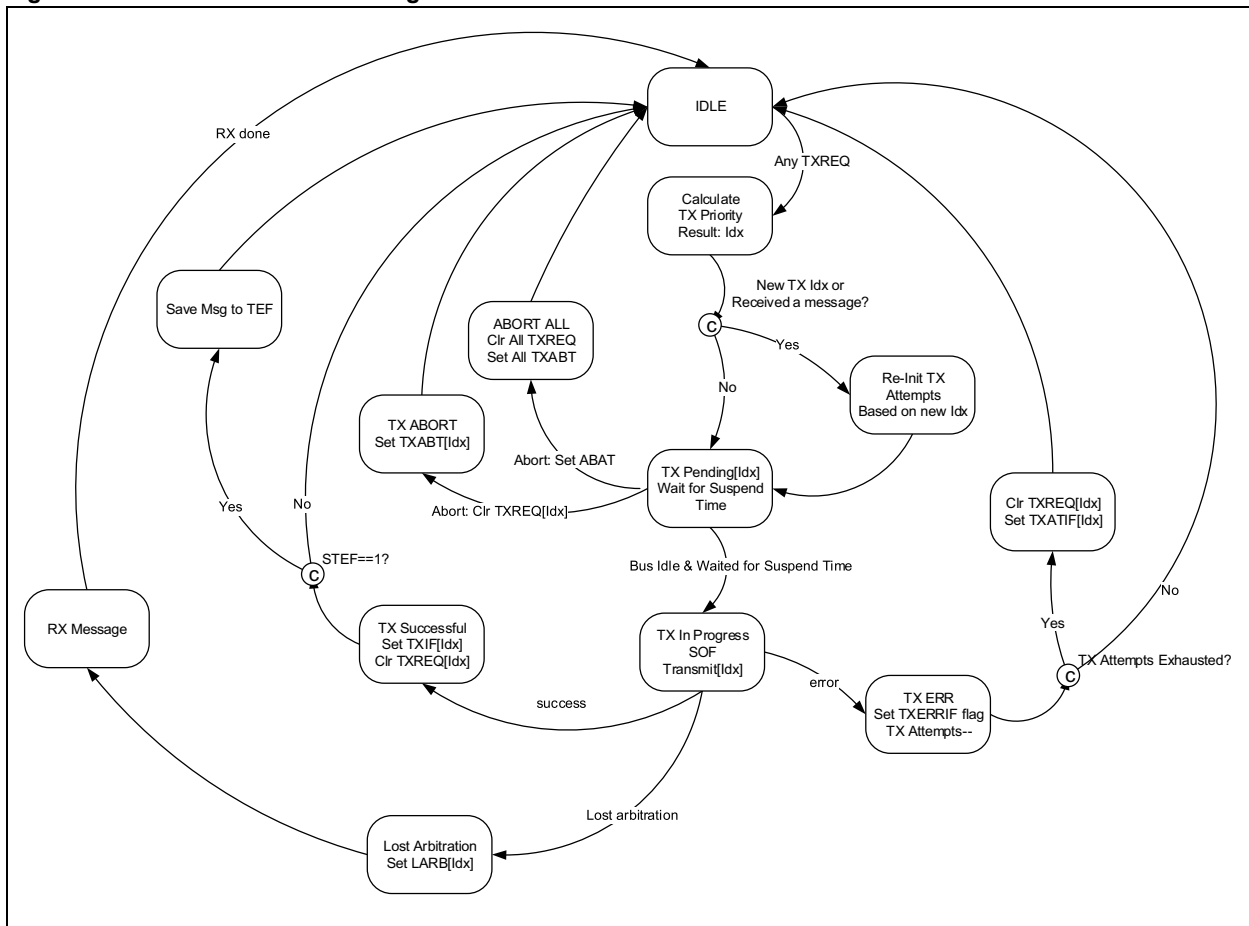 RX done
IDLE
Any TXREQ
Calculate
TX Priority
Result: Idx
Save Msg to TEF
New TX Idx or
Received a message?
ABORT ALL
Clr All TXREQ
Set All TXABT
C
Yes
No
Re-Init TX
Attempts
Based on new Idx
TX ABORT
Set TXABT[Idx]
Abort: Set ABAT
TX Pending[Idx]
Wait for Suspend
Time
Abort: Clr TXREQ[Idx]
Clr TXREQ[Idx]
Set TXATIF[Idx]
Yes
No
STEF==1?
C
Bus Idle & Waited for Suspend Time
No
RX Message
TX Successful
Set TXIF[Idx]
Clr TXREQ[Idx]
TX In Progress
SOF
Transmit[Idx]
Yes
TX Attempts Exhausted?
C
error
success
TX ERR
Set TXERRIF flag
TX Attempts--
Lost arbitration
Lost Arbitration
Set LARB[Idx]